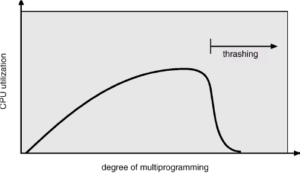 thrashing
CPU utilization
degree of multiprogramming